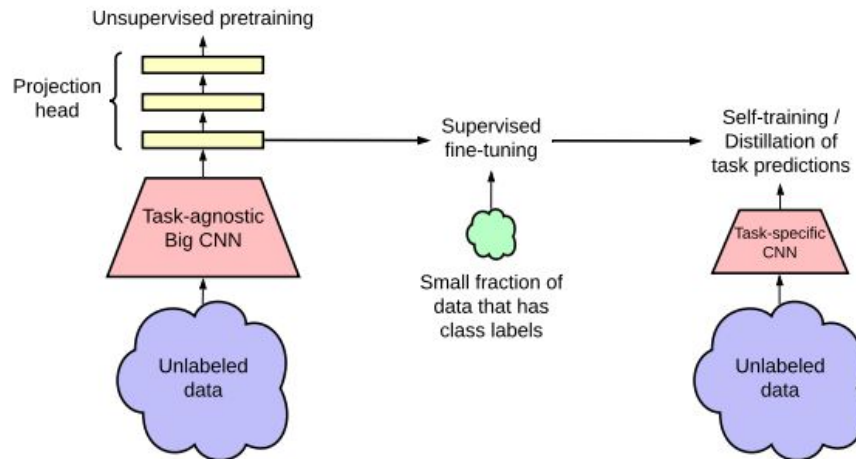 Unsupervised pretraining
Projection
head
Task-agnostic
Big CNN
Unlabeled
data
Supervised
fine-tuning
Small fraction of
data that has
class labels
Self-training /
Distillation of
task predictions
Task-specific
CNN
Unlabeled
data